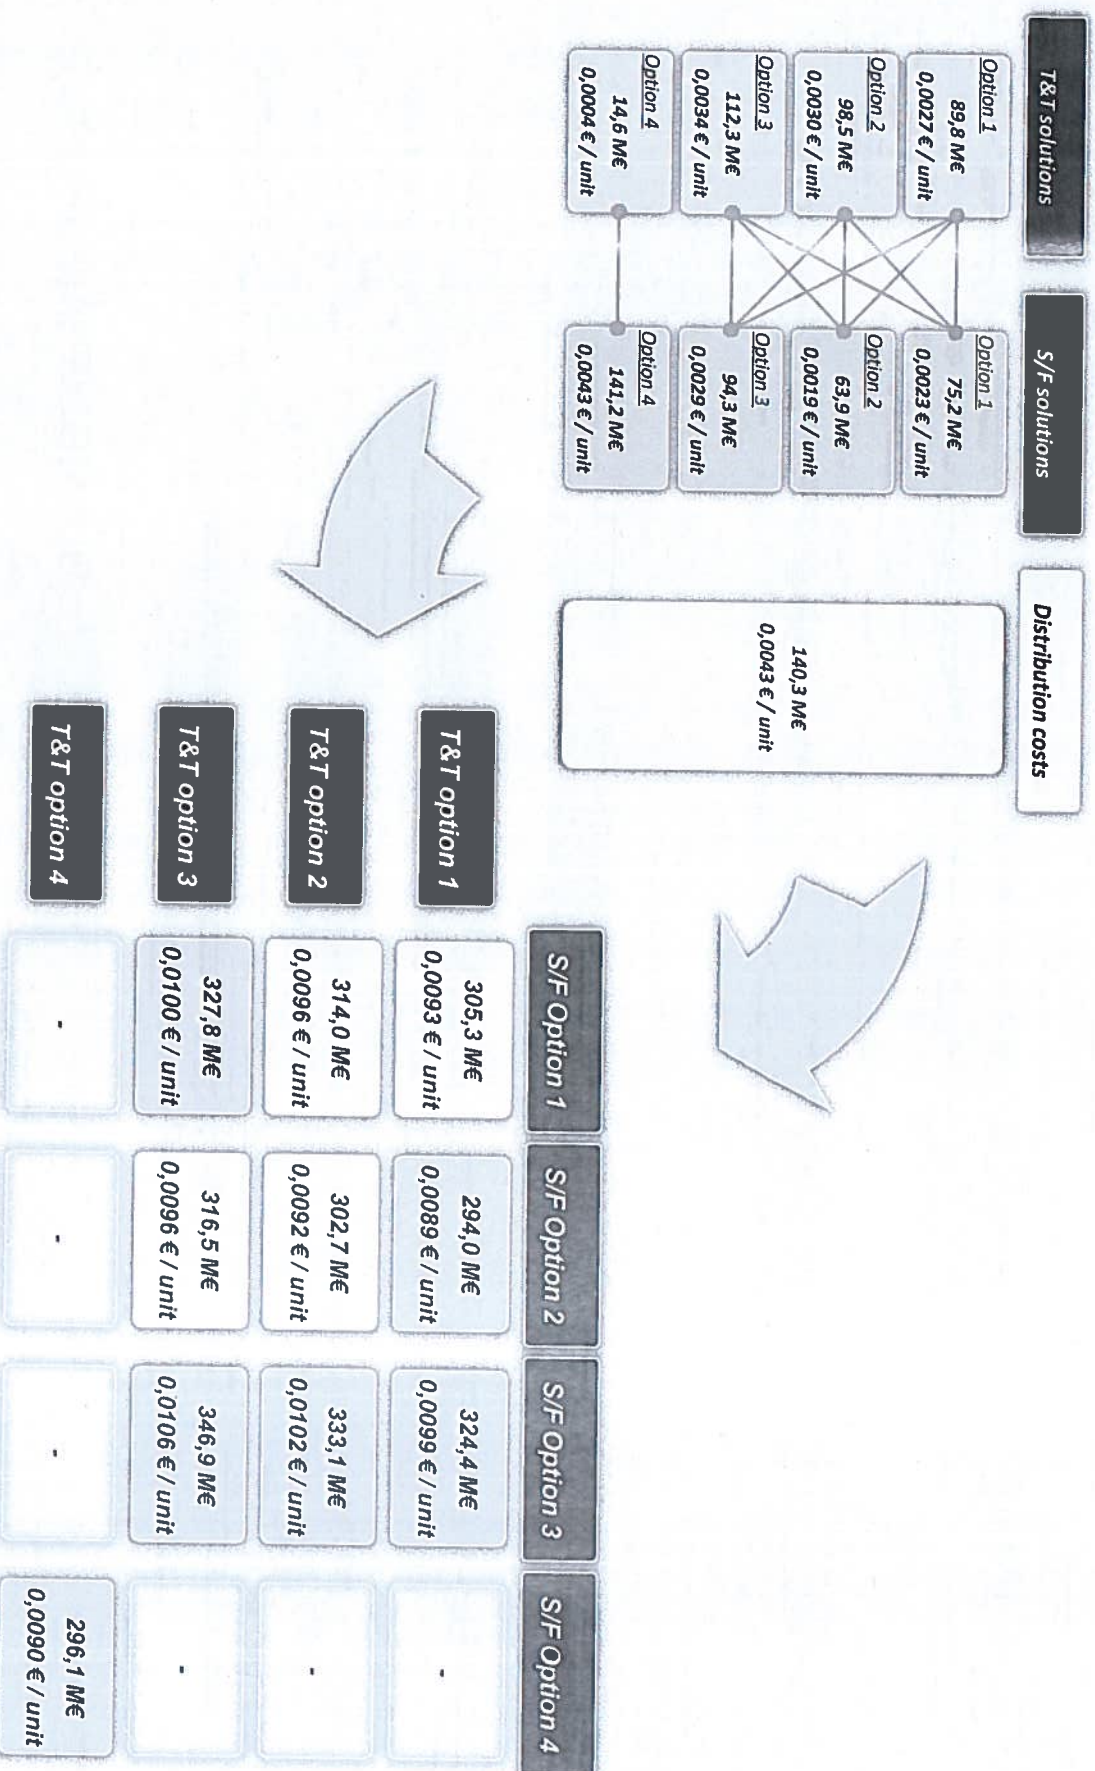 T&T solutions
S/F solutions
Distribution costs
Option 1
89,8 M€
0,0027 € / unit
Option 2
98,5 M€
0,0030 € / unit
Option 3
112,3 M€
0,0034 € / unit
Option 4
14,6 M€
0,0004 € / unit
Option 1
75,2 M€
0,0023 € / unit
Option 2
63,9 M€
0,0019 € / unit
Option 3
94,3 M€
0,0029 € / unit
Option 4
141,2 M€
0,0043 € / unit
140,3 M€
0,0043 € / unit
S/F Option 1
S/F Option 2
S/F Option 3
S/F Option 4
T&T option 1
305,3 M€
0,0093 € / unit
294,0 M€
0,0089 € / unit
324,4 M€
0,0099 € / unit
-
T&T option 2
314,0 M€
0,0096 € / unit
302,7 M€
0,0092 € / unit
333,1 M€
0,0102 € / unit
-
T&T option 3
327,8 M€
0,0100 € / unit
316,5 M€
0,0096 € / unit
346,9 M€
0,0106 € / unit
-
T&T option 4
-
-
-
296,1 M€
0,0090 € / unit